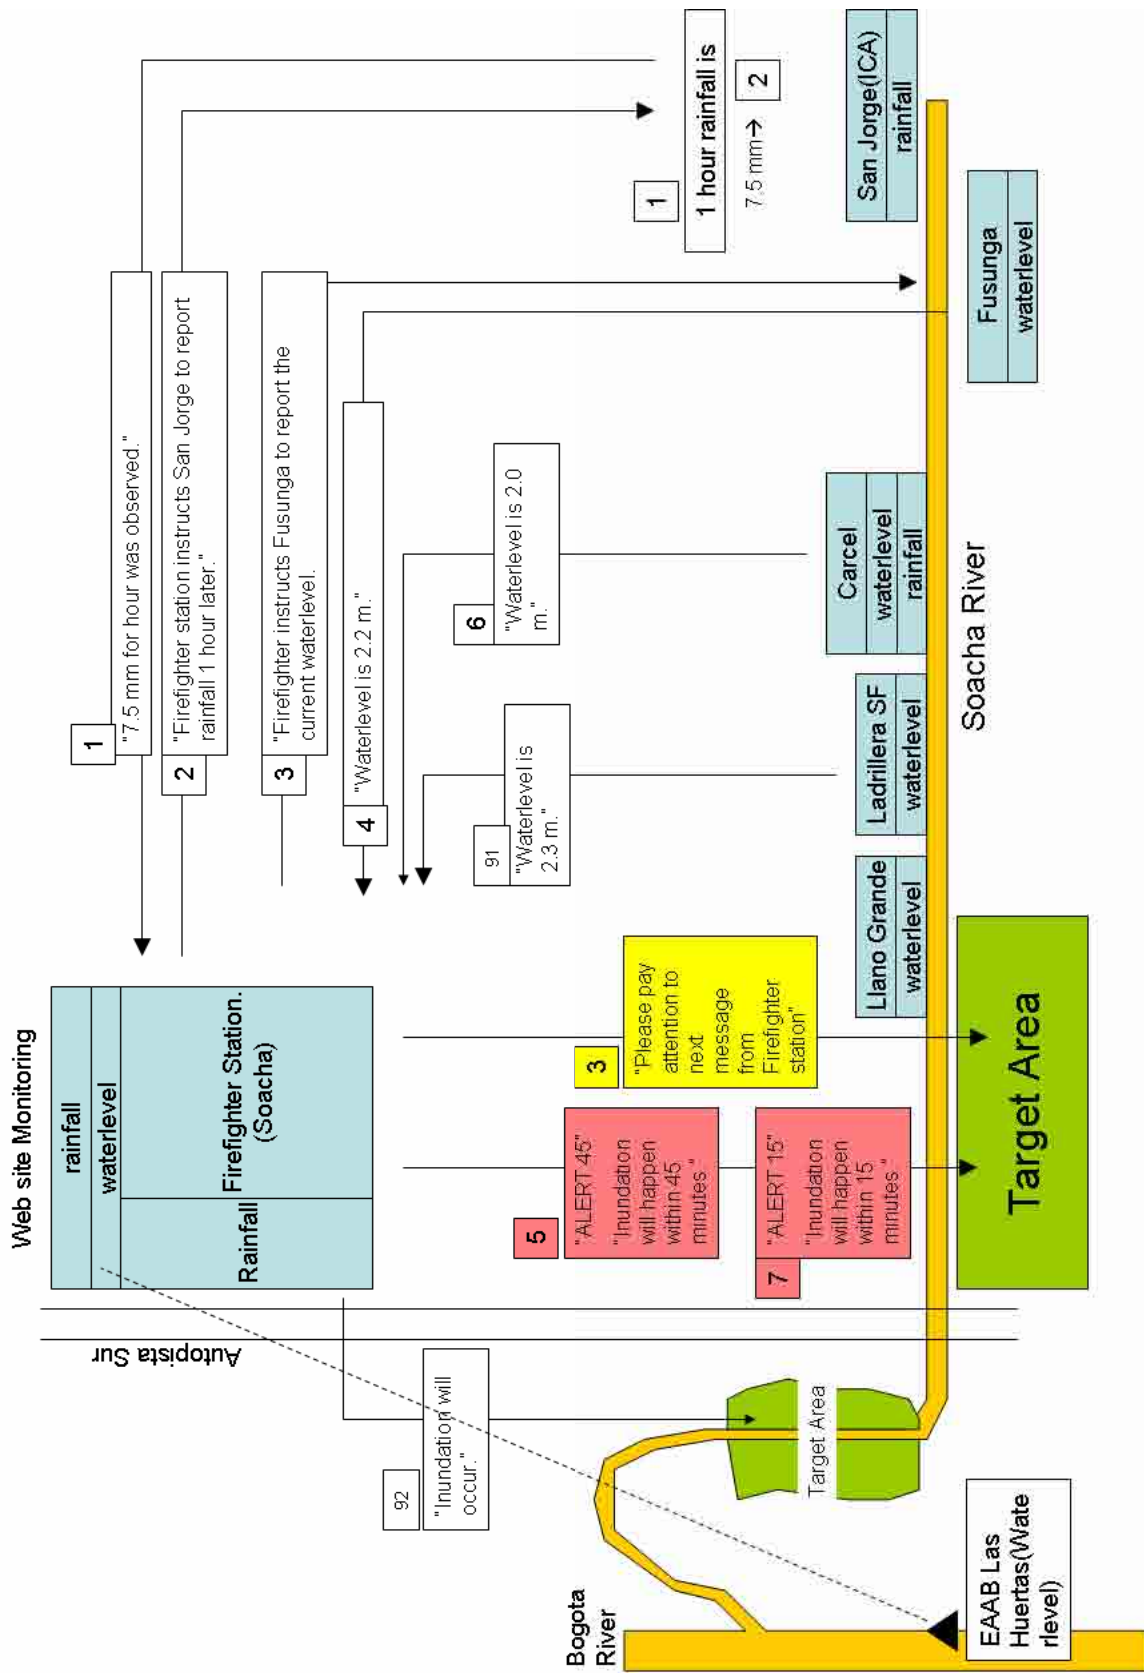 Web site Monitoring
rainfall
waterlevel
Firefighter Station.
(Soacha)
Rainfall
Autopista Sur
1
"7.5 mm for hour was observed."
2
"Firefighter station instructs San Jorge to report
rainfall 1 hour later."
3
"Firefighter instructs Fusunga to report the
current waterlevel.
4
"Waterlevel is 2.2 m."
6
"Waterlevel is 2.0
m."
91
"Waterlevel is
2.3 m."
1
1 hour rainfall is
7.5 mm→
2
3
"Please pay
attention to
next
message
from
Firefighter
station"
5
"ALERT 45"
"Inundation
will happen
within 45
minutes."
7
"ALERT 15"
"Inundation
will happen
within 15
minutes."
92
"Inundation will
occur."
San Jorge(ICA)
rainfall
Fusunga
waterlevel
Carcel
waterlevel
rainfall
Ladrillera SF
waterlevel
Llano Grande
waterlevel
Soacha River
Target Area
Target Area
Bogota
River
EAAB Las
Huertas(Wate
rlevel)